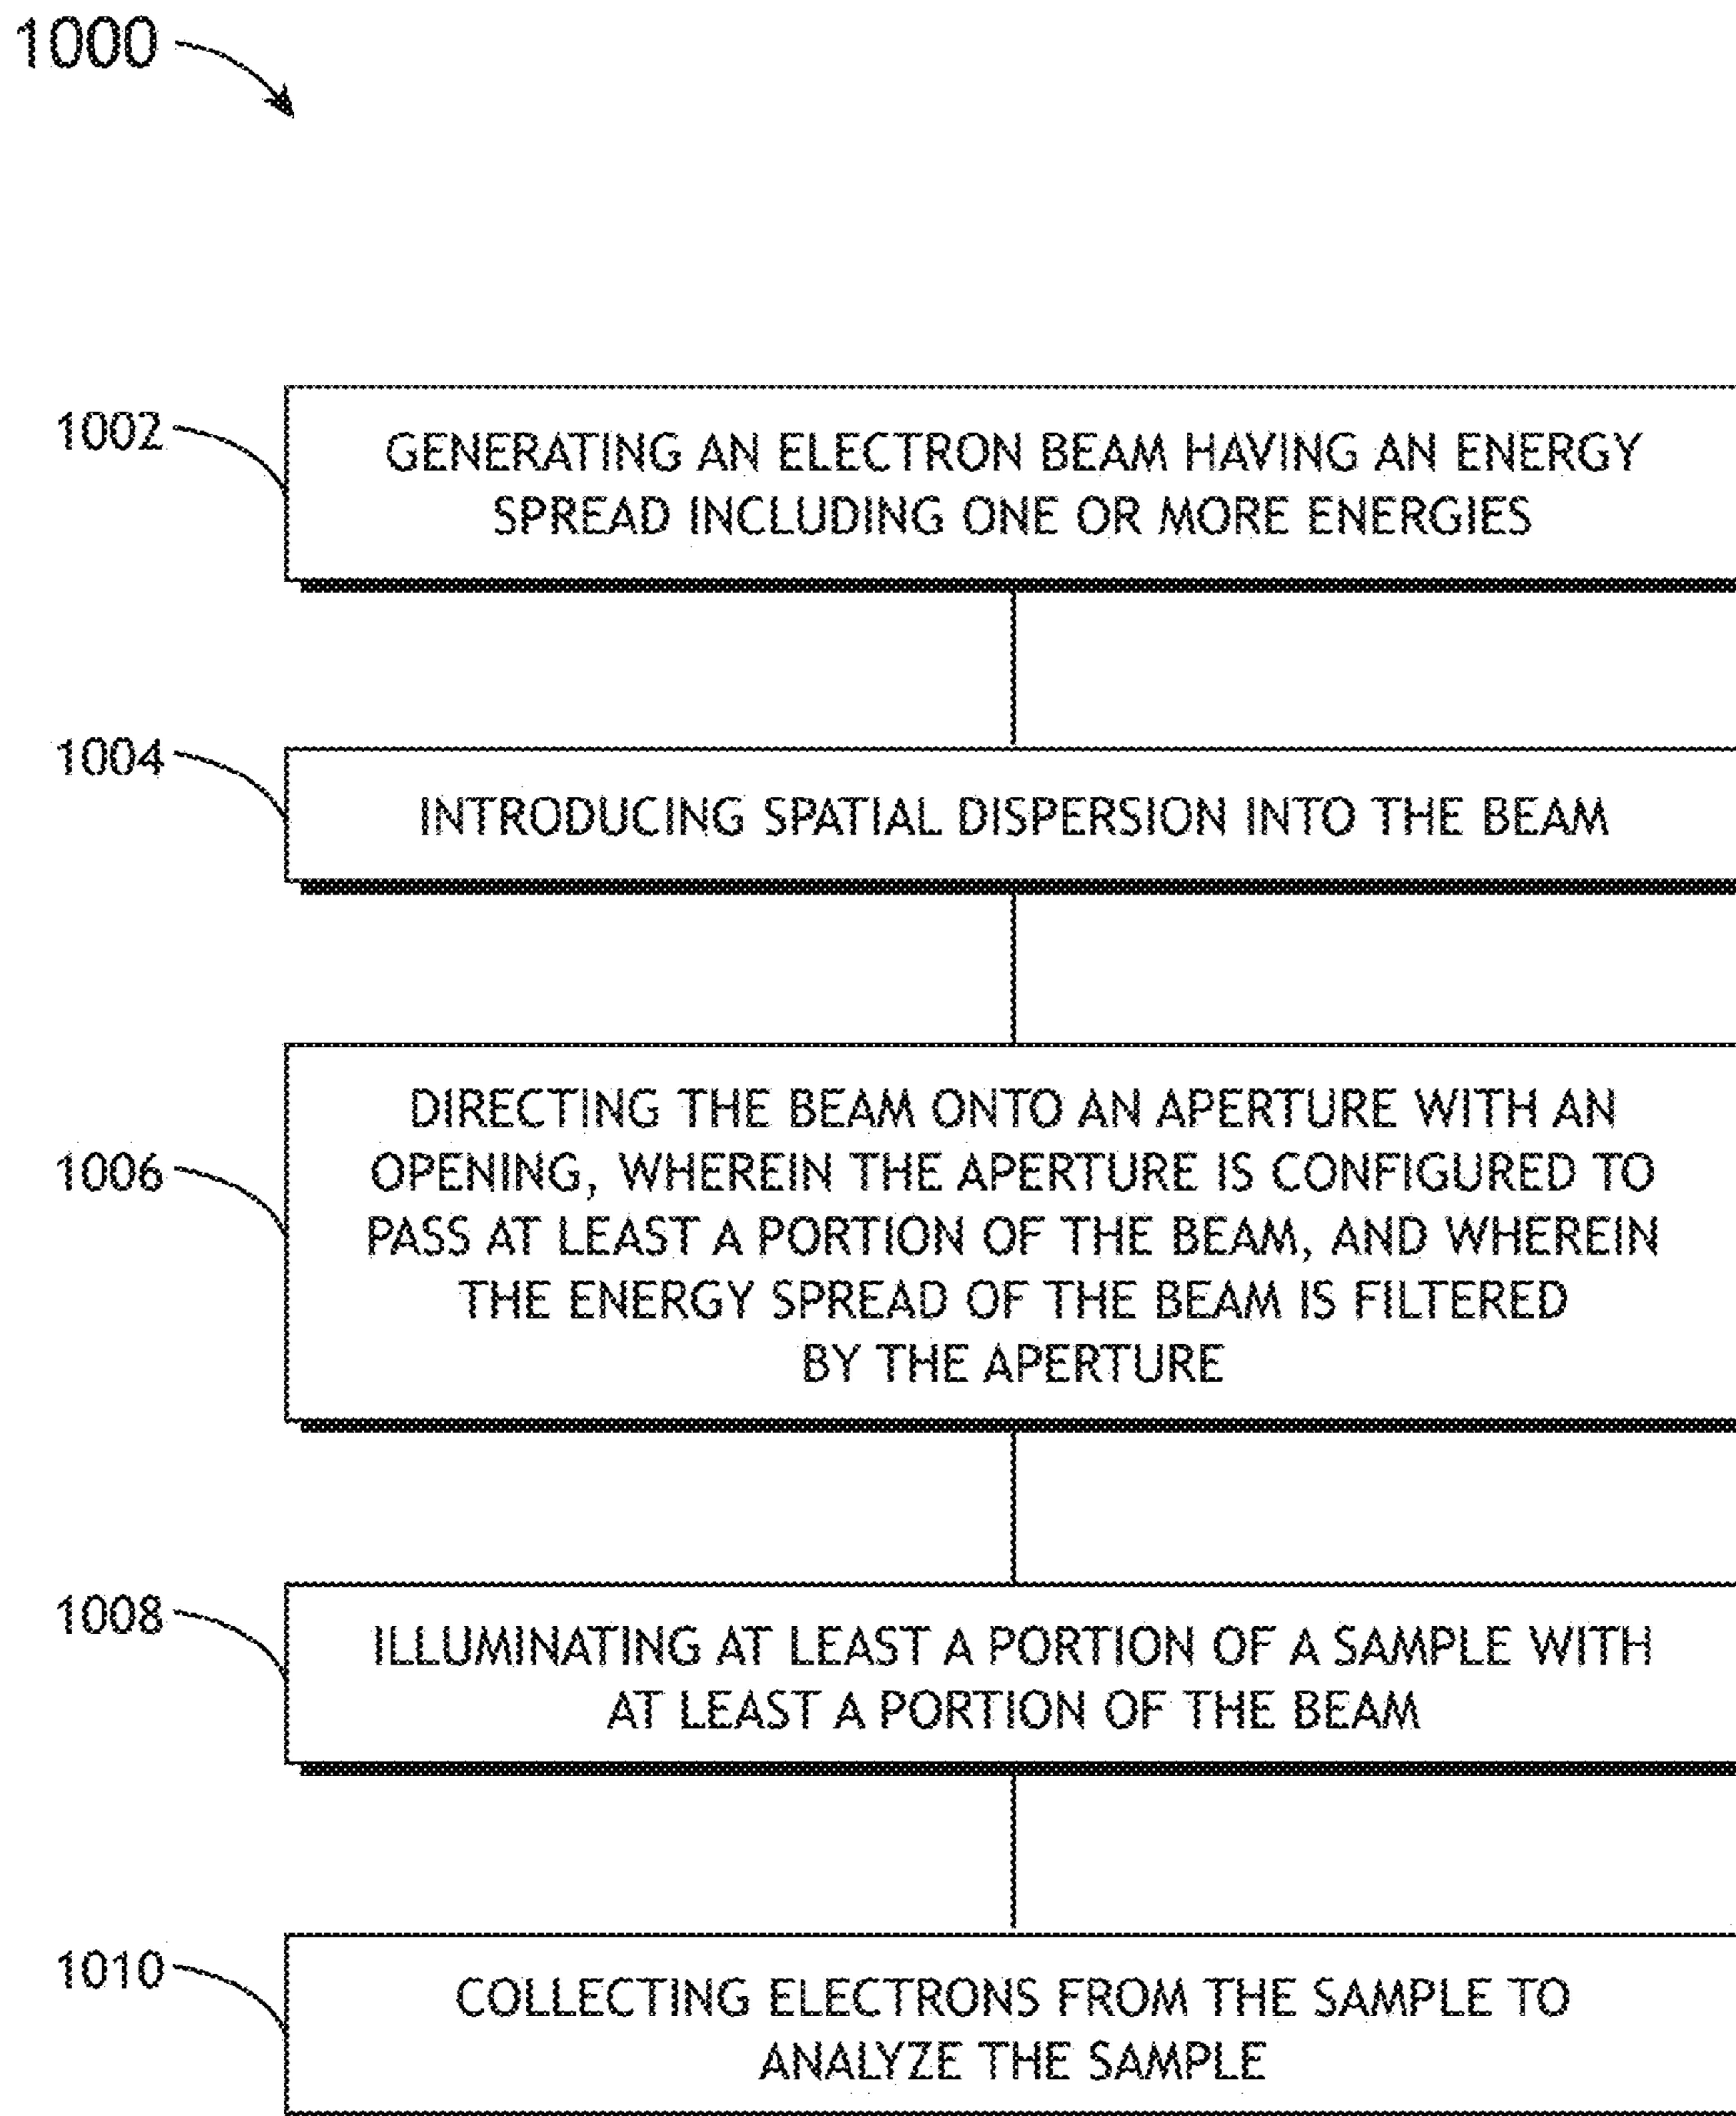 1000
1002
GENERATING AN ELECTRON BEAM HAVING AN ENERGY
SPREAD INCLUDING ONE OR MORE ENERGIES
1004
INTRODUCING SPATIAL DISPERSION INTO THE BEAM
1006
DIRECTING THE BEAM ONTO AN APERTURE WITH AN
OPENING, WHEREIN THE APERTURE IS CONFIGURED TO
PASS AT LEAST A PORTION OF THE BEAM, AND WHEREIN
THE ENERGY SPREAD OF THE BEAM IS FILTERED
BY THE APERTURE
1008
ILLUMINATING AT LEAST A PORTION OF A SAMPLE WITH
AT LEAST A PORTION OF THE BEAM
1010
COLLECTING ELECTRONS FROM THE SAMPLE TO
ANALYZE THE SAMPLE